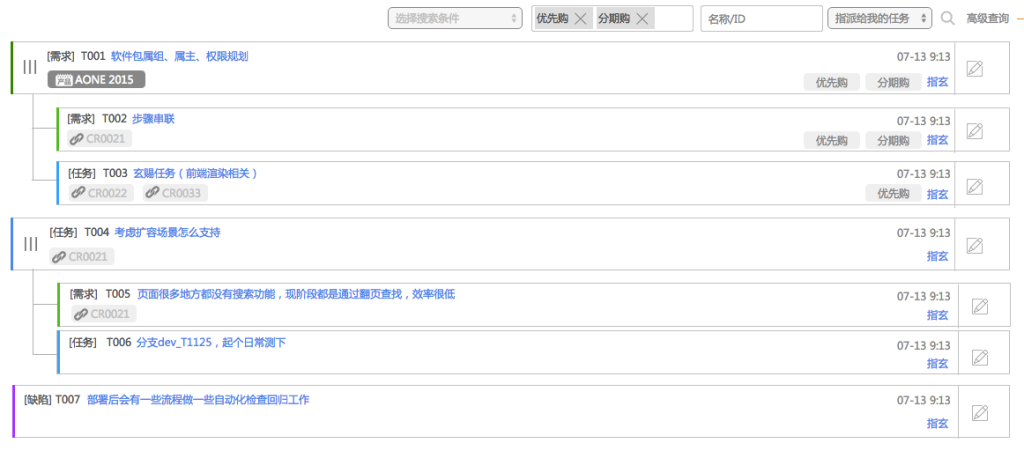 选择搜索条件 优先购 分期购 名称/ID 指派给我的任务 高级查询
[需求] T001 软件包属组、属主、权限规划 07-13 9:13
AONE 2015 优先购 分期购 指玄
[需求] T002 步骤串联 07-13 9:13
CR0021 优先购 分期购 指玄
[任务] T003 玄赐任务（前端渲染相关） 07-13 9:13
CR0022 CR0033 优先购 指玄
[任务] T004 考虑扩容场景怎么支持 07-13 9:13
CR0021 指玄
[需求] T005 页面很多地方都没有搜索功能，现阶段都是通过翻页查找，效率很低 07-13 9:13
CR0021 指玄
[任务] T006 分支dev_T1125，起个日常测下 07-13 9:13
指玄
[缺陷] T007 部署后会有一些流程做一些自动化检查回归工作 07-13 9:13
指玄